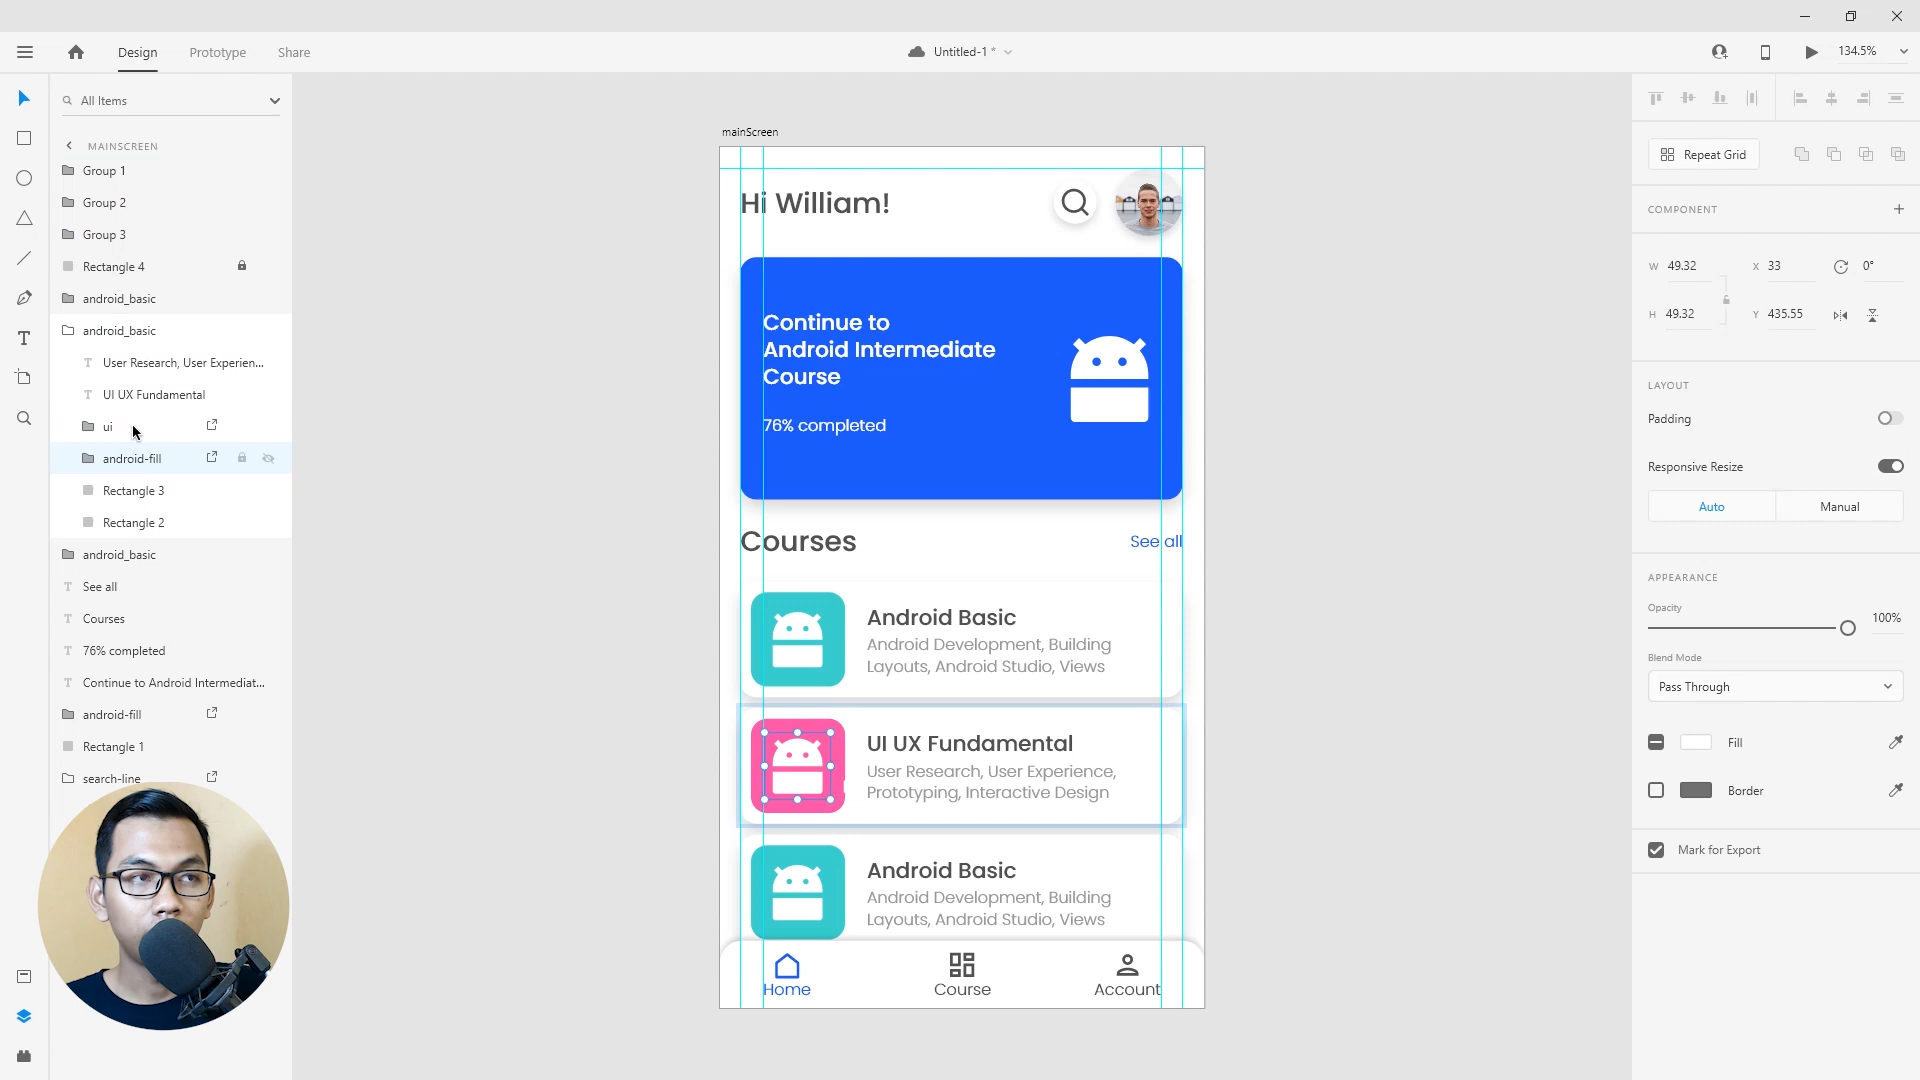 Design
Prototype
Share
Untitled-1 *
134.5%
All Items
MAINSCREEN
Group 1
Group 2
Group 3
Rectangle 4
android_basic
android_basic
User Research, User Experien...
UI UX Fundamental
ui
android-fill
Rectangle 3
Rectangle 2
android_basic
See all
Courses
76% completed
Continue to Android Intermediat...
android-fill
Rectangle 1
search-line
mainScreen
Hi William!
Continue to
Android Intermediate
Course
76% completed
Courses
See all
Android Basic
Android Development, Building
Layouts, Android Studio, Views
UI UX Fundamental
User Research, User Experience,
Prototyping, Interactive Design
Android Basic
Android Development, Building
Layouts, Android Studio, Views
Home
Course
Account
Repeat Grid
COMPONENT
W 49.32
X 33
0°
H 49.32
Y 435.55
LAYOUT
Padding
Responsive Resize
Auto
Manual
APPEARANCE
Opacity
100%
Blend Mode
Pass Through
Fill
Border
Mark for Export